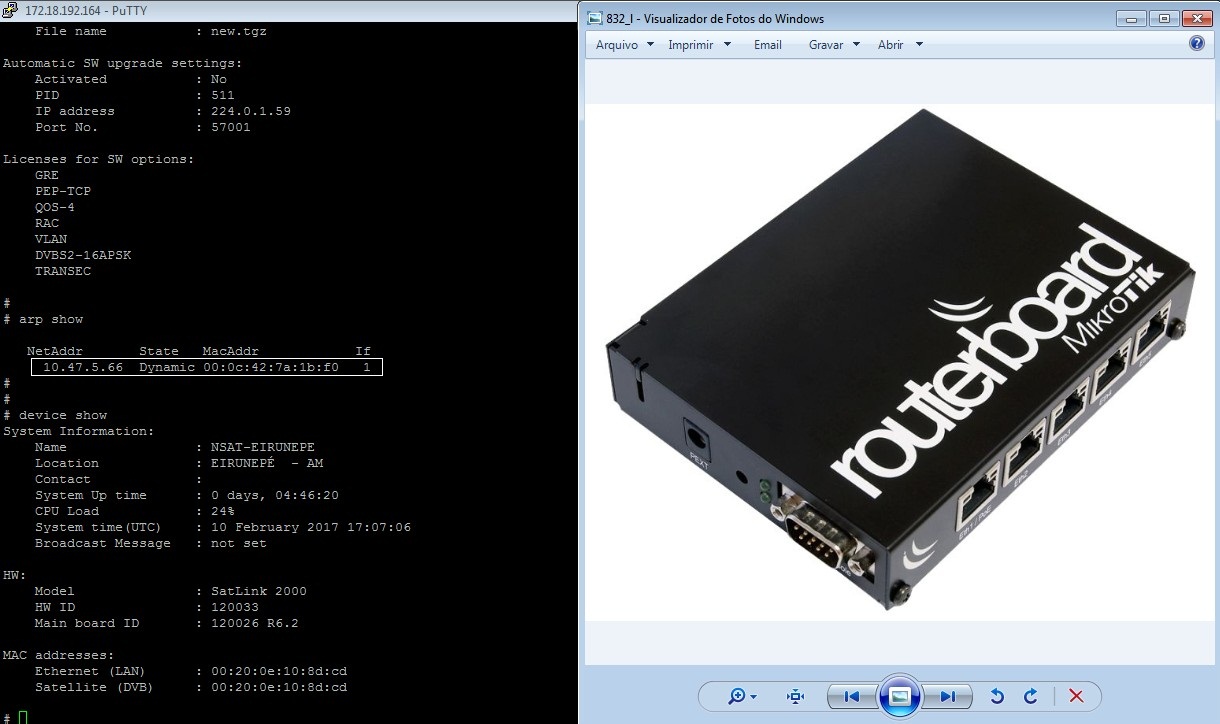 172.18.192.164 - PuTTY
File name : new.tgz
Automatic SW upgrade settings:
Activated : No
PID : 511
IP address : 224.0.1.59
Port No. : 57001
Licenses for SW options:
GRE
PEP-TCP
QOS-4
RAC
VLAN
DVBS2-16APSK
TRANSEC
#
# arp show
NetAddr State MacAddr If
10.47.5.66 Dynamic 00:0c:42:7a:1b:f0 1
#
#
# device show
System Information:
Name : NSAT-EIRUNEPE
Location : EIRUNEPÉ - AM
Contact :
System Up time : 0 days, 04:46:20
CPU Load : 24%
System time(UTC) : 10 February 2017 17:07:06
Broadcast Message : not set
HW:
Model : SatLink 2000
HW ID : 120033
Main board ID : 120026 R6.2
MAC addresses:
Ethernet (LAN) : 00:20:0e:10:8d:cd
Satellite (DVB) : 00:20:0e:10:8d:cd
#
832_l - Visualizador de Fotos do Windows
Arquivo Imprimir Email Gravar Abrir
routerboard
MikroTik
PEXT
Eth1 / PoE
Eth2
Eth3
Eth4